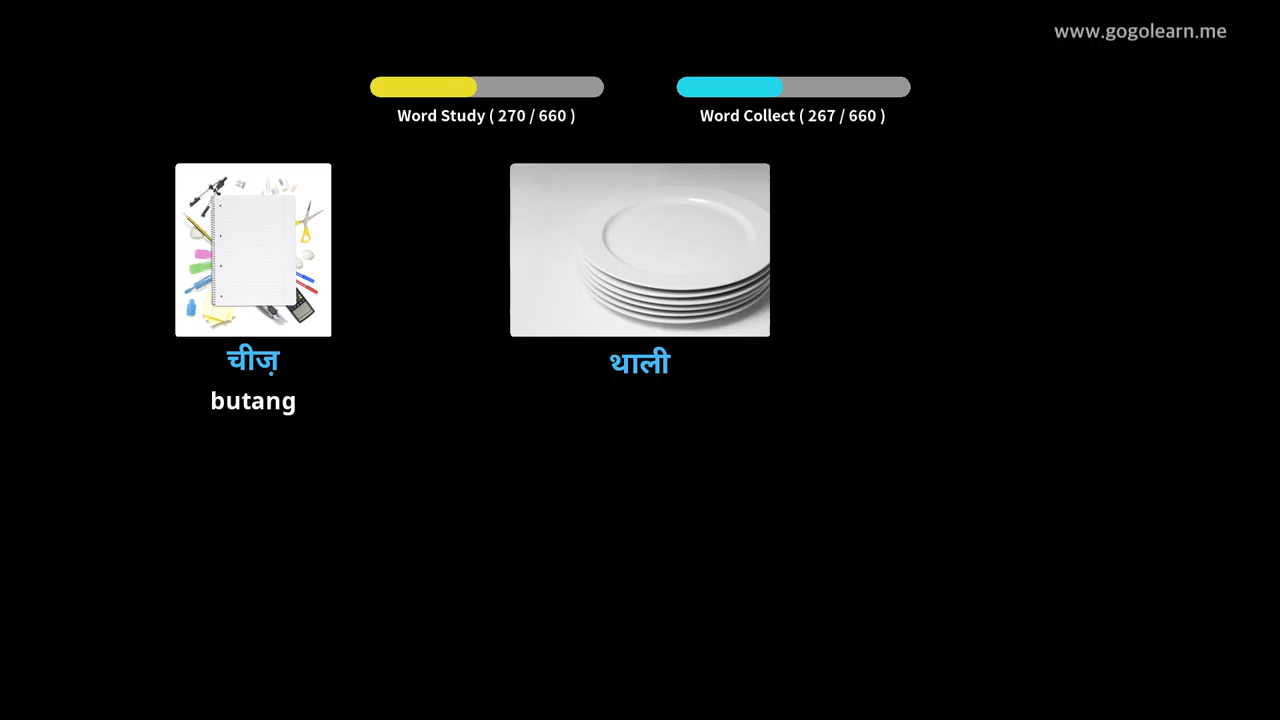 www.gogolearn.me
Word Study ( 270 / 660 )
Word Collect ( 267 / 660 )
चीज़
butang
थाली